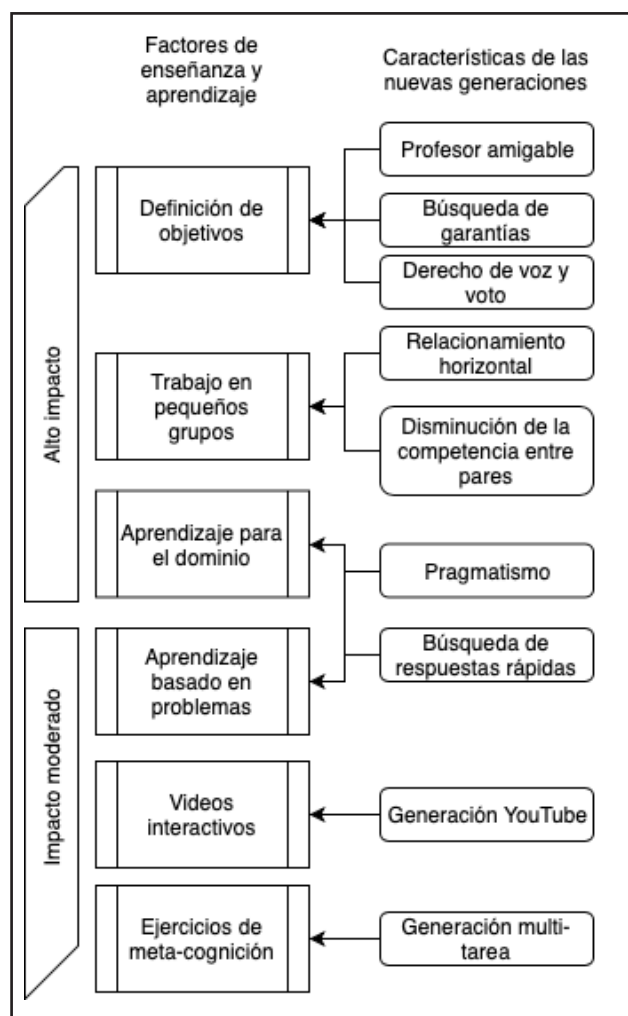 Factores de
enseñanza y
aprendizaje
Características de las
nuevas generaciones
Alto impacto
Definición de
objetivos
Profesor amigable
Búsqueda de
garantías
Derecho de voz y
voto
Trabajo en
pequeños
grupos
Relacionamiento
horizontal
Disminución de la
competencia entre
pares
Aprendizaje para
el dominio
Pragmatismo
Impacto moderado
Aprendizaje
basado en
problemas
Búsqueda de
respuestas rápidas
Videos
interactivos
Generación YouTube
Ejercicios de
meta-cognición
Generación multi-
tarea